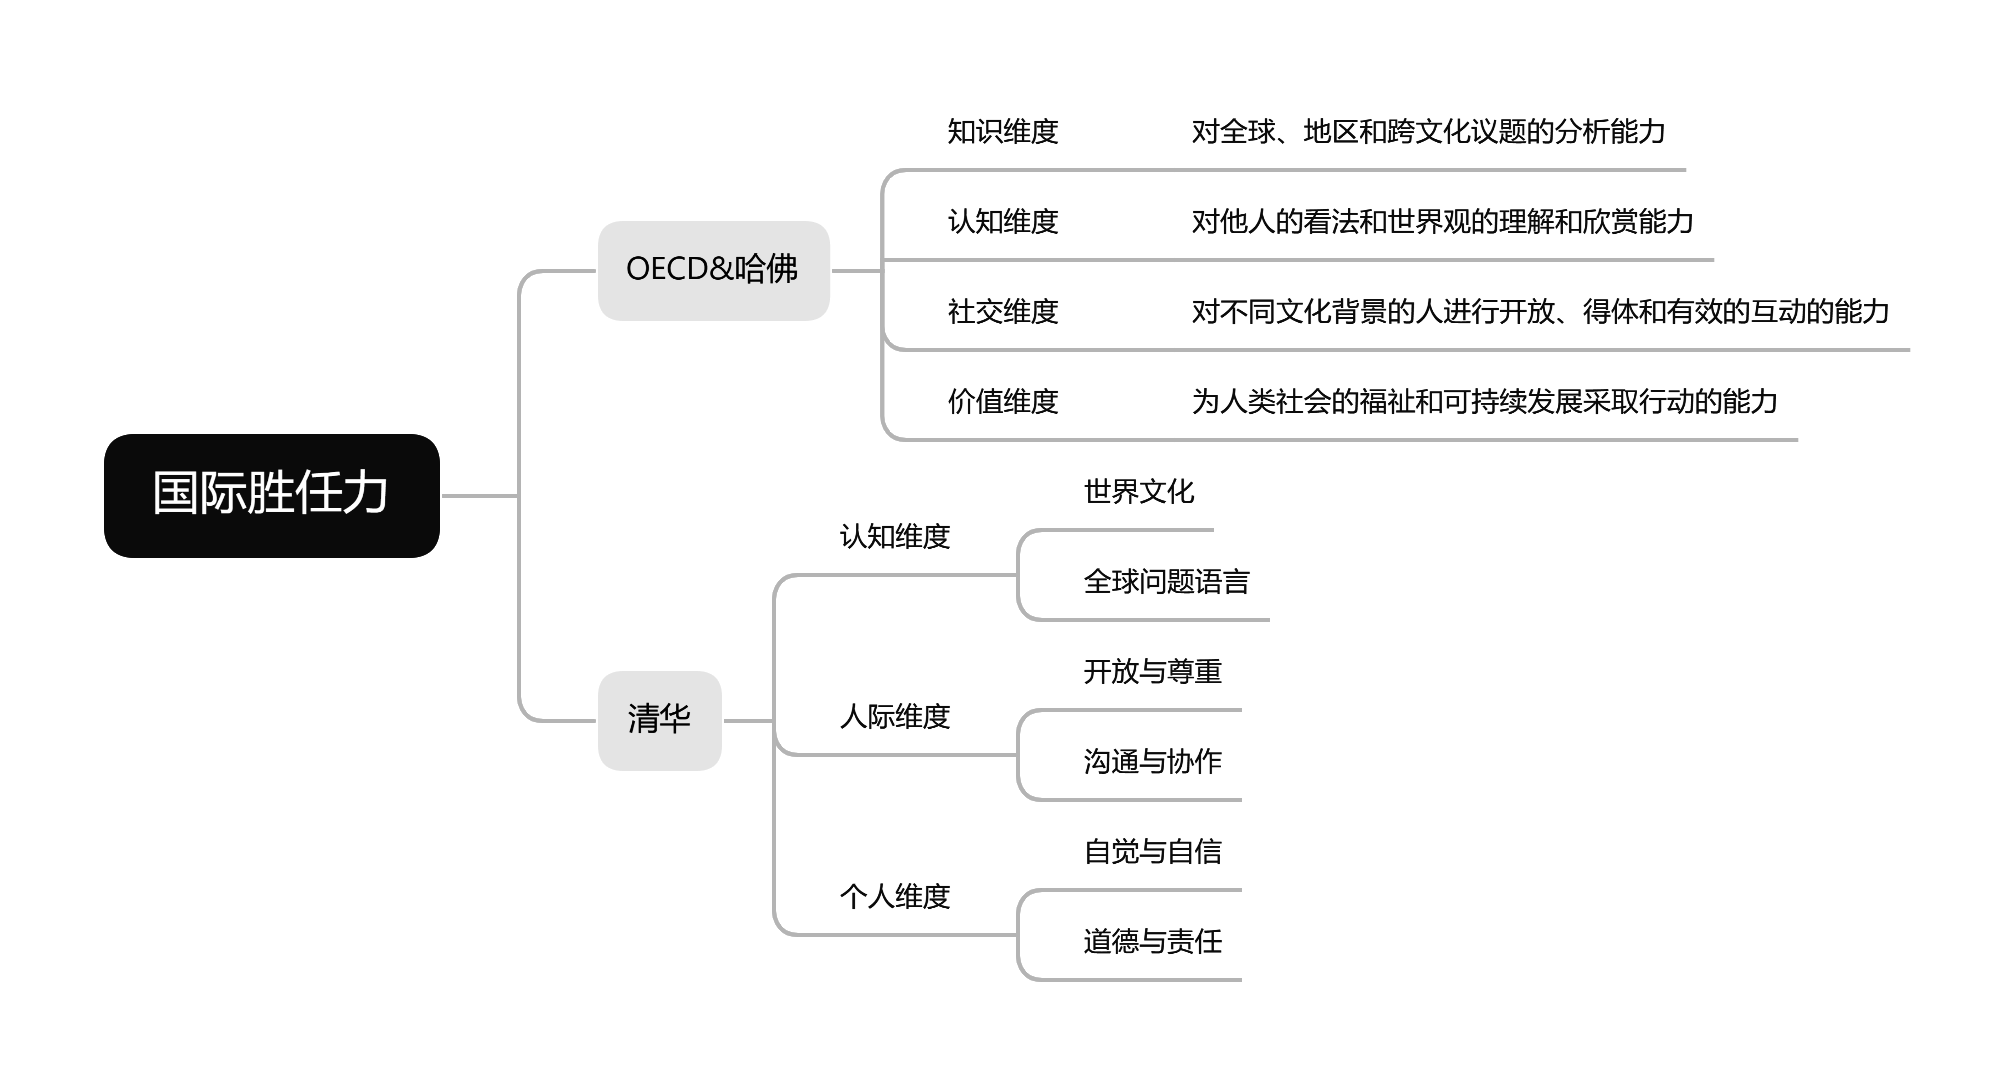 国际胜任力
OECD&哈佛
知识维度 对全球、地区和跨文化议题的分析能力
认知维度 对他人的看法和世界观的理解和欣赏能力
社交维度 对不同文化背景的人进行开放、得体和有效的互动的能力
价值维度 为人类社会的福祉和可持续发展采取行动的能力
清华
认知维度
世界文化
全球问题语言
人际维度
开放与尊重
沟通与协作
个人维度
自觉与自信
道德与责任